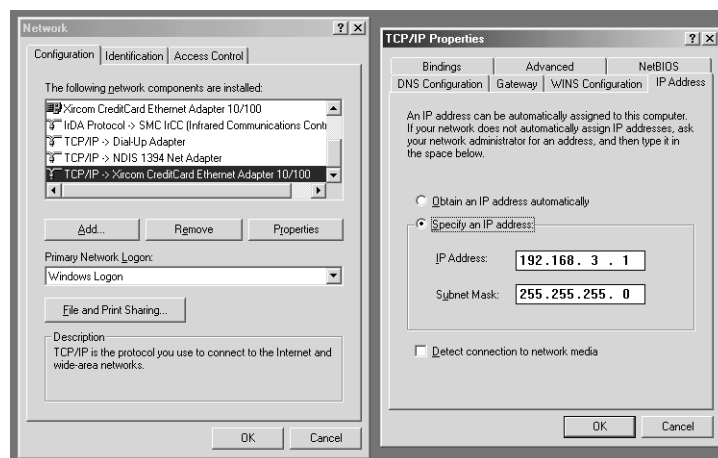 Network
Configuration Identification Access Control
The following network components are installed:
Xircom CreditCard Ethernet Adapter 10/100
IrDA Protocol -> SMC IrCC (Infrared Communications Contr
TCP/IP -> Dial-Up Adapter
TCP/IP -> NDIS 1394 Net Adapter
TCP/IP -> Xircom CreditCard Ethernet Adapter 10/100
Add... Remove Properties
Primary Network Logon:
Windows Logon
File and Print Sharing...
Description
TCP/IP is the protocol you use to connect to the Internet and
wide-area networks.
OK Cancel
TCP/IP Properties
Bindings Advanced NetBIOS
DNS Configuration Gateway WINS Configuration IP Address
An IP address can be automatically assigned to this computer.
If your network does not automatically assign IP addresses, ask
your network administrator for an address, and then type it in
the space below.
Obtain an IP address automatically
Specify an IP address:
IP Address: 192.168. 3 . 1
Subnet Mask: 255.255.255. 0
Detect connection to network media
OK Cancel